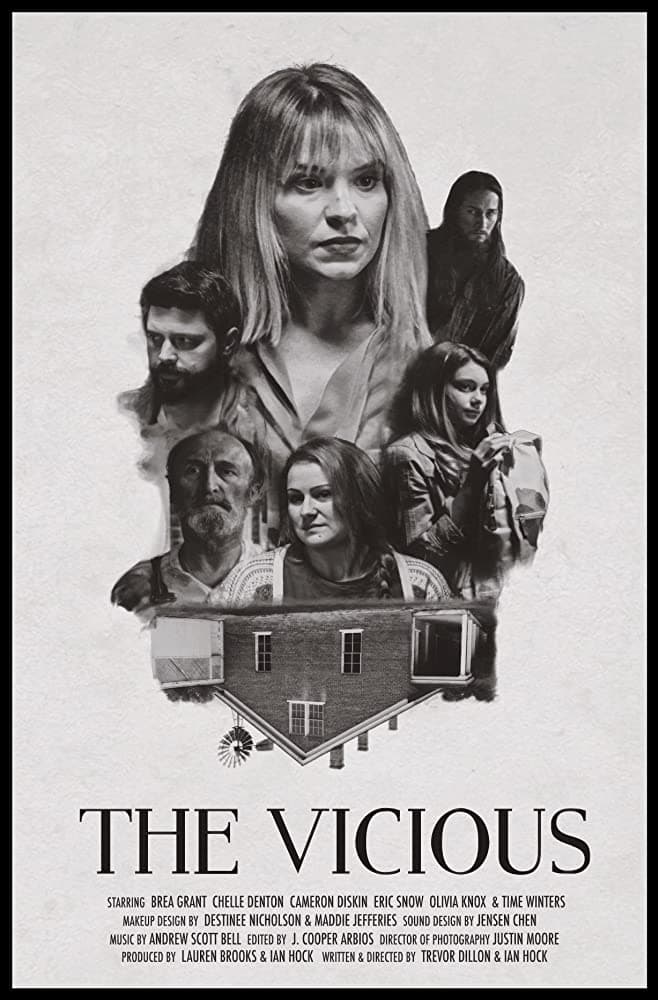 THE VICIOUS
STARRING BREA GRANT CHELLE DENTON CAMERON DISKIN ERIC SNOW OLIVIA KNOX & TIME WINTERS
MAKEUP DESIGN BY DESTINEE NICHOLSON & MADDIE JEFFERIES SOUND DESIGN BY JENSEN CHEN
MUSIC BY ANDREW SCOTT BELL EDITED BY J. COOPER ARBIOS DIRECTOR OF PHOTOGRAPHY JUSTIN MOORE
PRODUCED BY LAUREN BROOKS & IAN HOCK WRITTEN & DIRECTED BY TREVOR DILLON & IAN HOCK